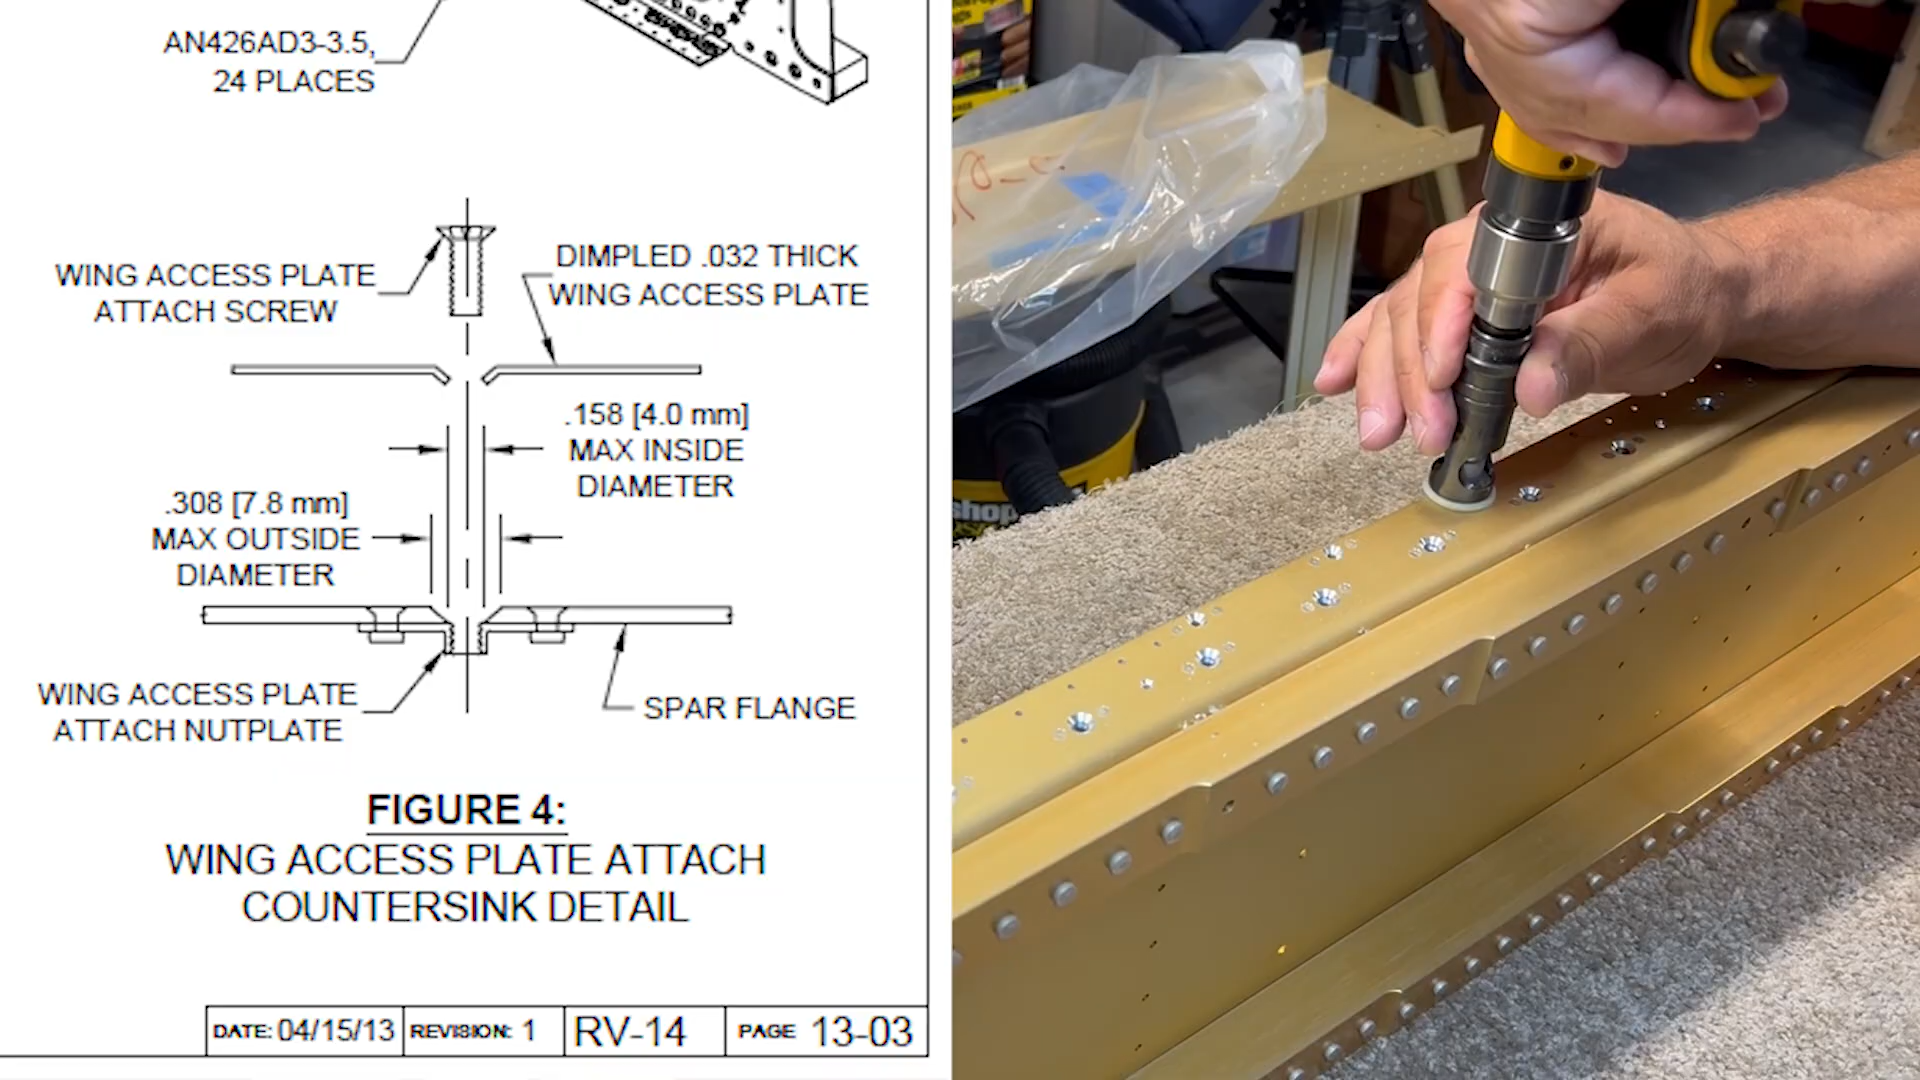 AN426AD3-3.5,
24 PLACES
WING ACCESS PLATE
ATTACH SCREW
DIMPLED .032 THICK
WING ACCESS PLATE
.158 [4.0 mm]
MAX INSIDE
DIAMETER
.308 [7.8 mm]
MAX OUTSIDE
DIAMETER
WING ACCESS PLATE
ATTACH NUTPLATE
SPAR FLANGE
FIGURE 4:
WING ACCESS PLATE ATTACH
COUNTERSINK DETAIL
DATE: 04/15/13 REVISION: 1 RV-14 PAGE 13-03
shop